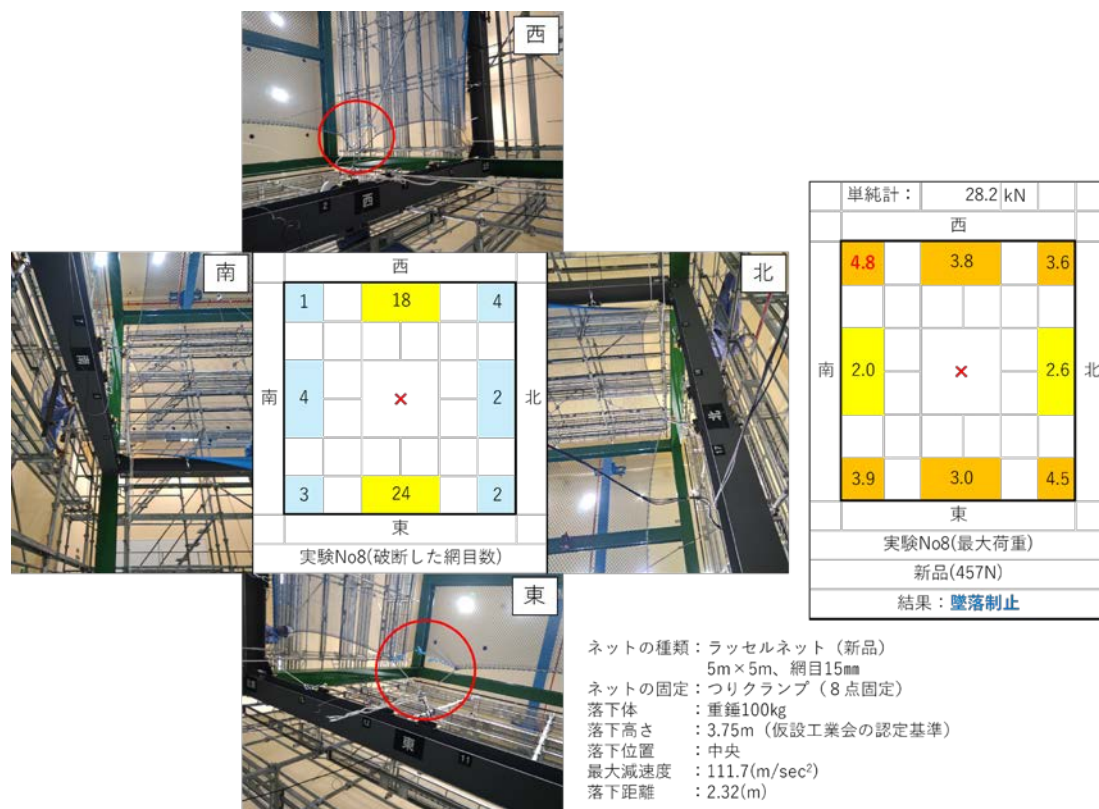 西
南
西
1
18
4
南
4
×
2
北
3
24
2
東
実験No8(破断した網目数)
北
東
単純計：
28.2 kN
西
4.8
3.8
3.6
南
2.0
×
2.6
北
3.9
3.0
4.5
東
実験No8(最大荷重)
新品(457N)
結果：墜落制止
ネットの種類：ラッセルネット（新品）
5m×5m、網目15㎜
ネットの固定：つりクランプ（８点固定）
落下体　　　：重錘100kg
落下高さ　　：3.75m（仮設工業会の認定基準）
落下位置　　：中央
最大減速度　：111.7(m/sec²)
落下距離　　：2.32(m)
西
南
北
東
12
11